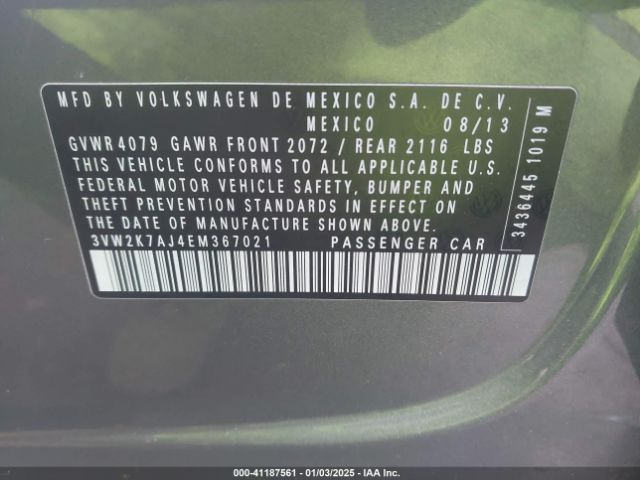 MFD BY VOLKSWAGEN DE MEXICO S.A. DE C.V.
MEXICO 08/13
GVWR 4079 GAWR FRONT 2072 / REAR 2116 LBS
THIS VEHICLE CONFORMS TO ALL APPLICABLE U.S.
FEDERAL MOTOR VEHICLE SAFETY, BUMPER AND
THEFT PREVENTION STANDARDS IN EFFECT ON
THE DATE OF MANUFACTURE SHOWN ABOVE.
3VW2K7AJ4EM367021 PASSENGER CAR
3436445 1019 M
000-41187561 - 01/03/2025 - IAA Inc.